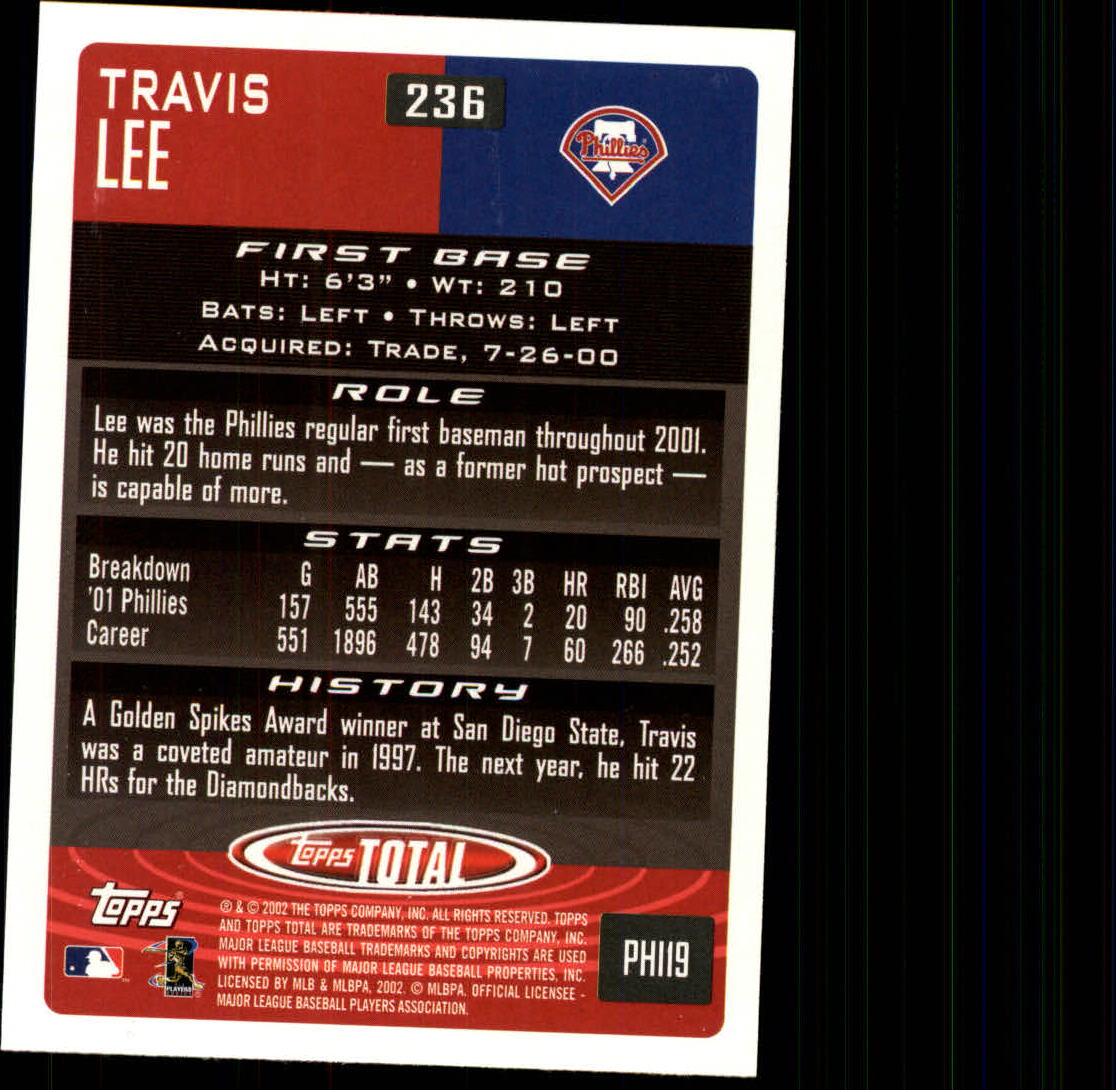 TRAVIS
LEE
236
Phillies
FIRST BASE
HT: 6'3" • WT: 210
BATS: LEFT • THROWS: LEFT
ACQUIRED: TRADE, 7-26-00
ROLE
Lee was the Phillies regular first baseman throughout 2001.
He hit 20 home runs and — as a former hot prospect —
is capable of more.
STATS
Breakdown G AB H 2B 3B HR RBI AVG
'01 Phillies 157 555 143 34 2 20 90 .258
Career 551 1896 478 94 7 60 266 .252
HISTORY
A Golden Spikes Award winner at San Diego State, Travis
was a coveted amateur in 1997. The next year, he hit 22
HRs for the Diamondbacks.
Topps TOTAL
Topps
® & © 2002 THE TOPPS COMPANY, INC. ALL RIGHTS RESERVED. TOPPS
AND TOPPS TOTAL ARE TRADEMARKS OF THE TOPPS COMPANY, INC.
MAJOR LEAGUE BASEBALL TRADEMARKS AND COPYRIGHTS ARE USED
WITH PERMISSION OF MAJOR LEAGUE BASEBALL PROPERTIES, INC.
LICENSED BY MLB & MLBPA, 2002. © MLBPA. OFFICIAL LICENSEE -
MAJOR LEAGUE BASEBALL PLAYERS ASSOCIATION.
PLAYERS
PHI19